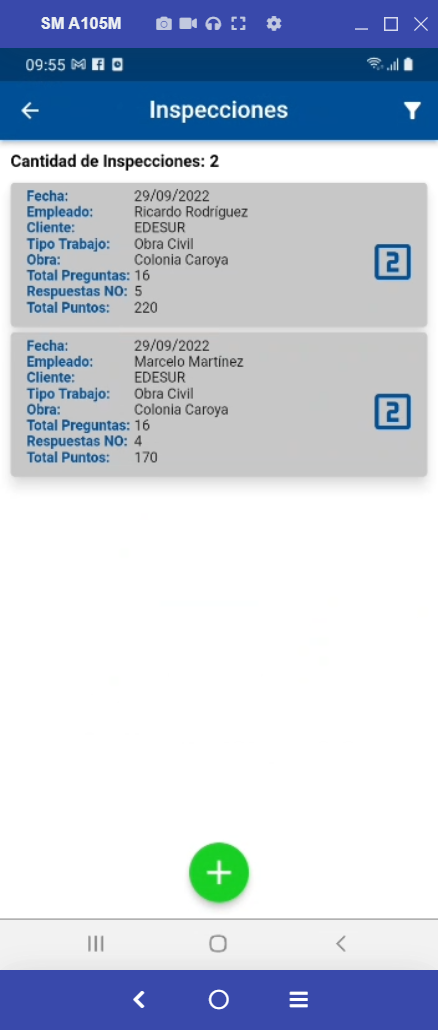 SM A105M
09:55
Inspecciones
Cantidad de Inspecciones: 2
Fecha: 29/09/2022
Empleado: Ricardo Rodríguez
Cliente: EDESUR
Tipo Trabajo: Obra Civil
Obra: Colonia Caroya
Total Preguntas: 16
Respuestas NO: 5
Total Puntos: 220
2
Fecha: 29/09/2022
Empleado: Marcelo Martínez
Cliente: EDESUR
Tipo Trabajo: Obra Civil
Obra: Colonia Caroya
Total Preguntas: 16
Respuestas NO: 4
Total Puntos: 170
2